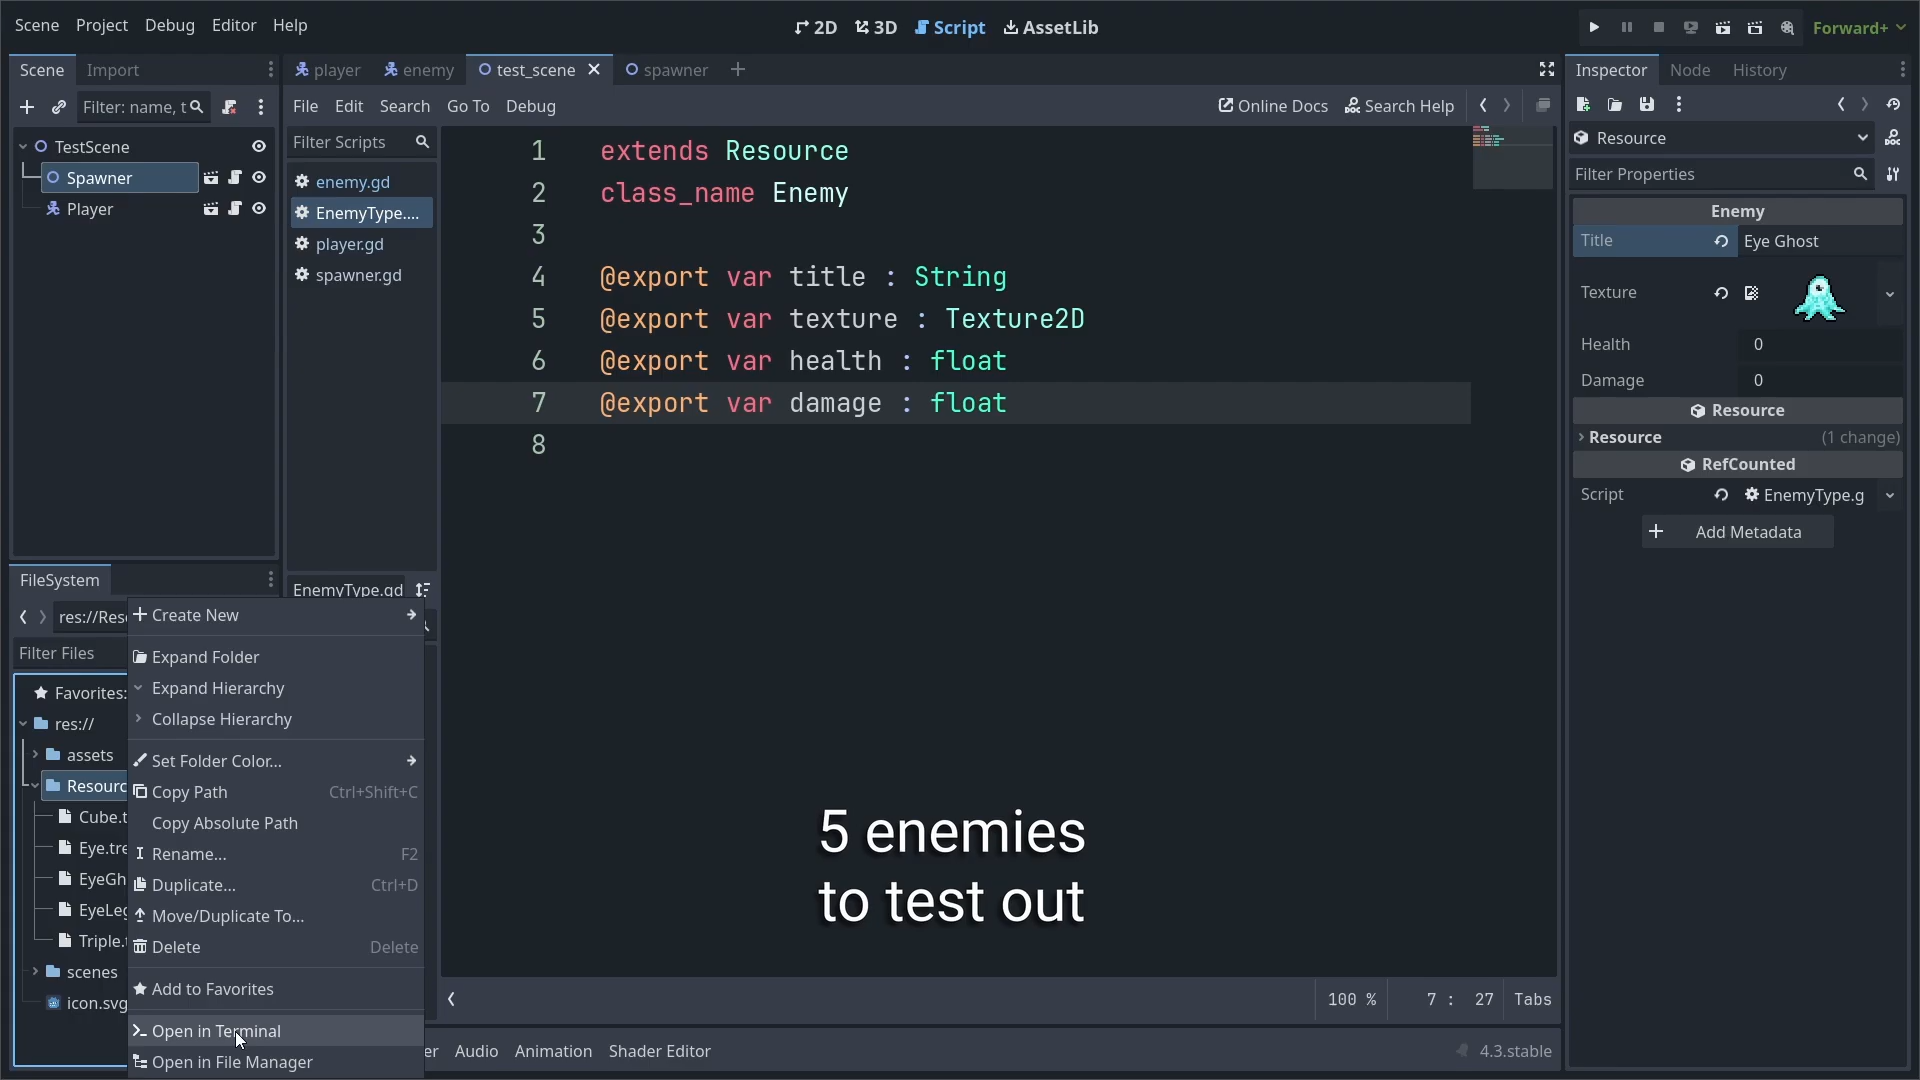 Scene Project Debug Editor Help
2D 3D Script AssetLib
Forward+
Scene Import
Filter: name, t
TestScene
Spawner
Player
player enemy test_scene spawner
File Edit Search Go To Debug
Online Docs Search Help
Filter Scripts
enemy.gd
EnemyType....
player.gd
spawner.gd
EnemyType.gd
1 extends Resource
2 class_name Enemy
3
4 @export var title : String
5 @export var texture : Texture2D
6 @export var health : float
7 @export var damage : float
8
5 enemies
to test out
100 % 7 : 27 Tabs
er Audio Animation Shader Editor
4.3.stable
FileSystem
res://Res
Filter Files
Favorites:
res://
assets
Resourc
Cube.t
Eye.tre
EyeGh
EyeLeg
Triple.t
scenes
icon.svg
Create New
Expand Folder
Expand Hierarchy
Collapse Hierarchy
Set Folder Color...
Copy Path Ctrl+Shift+C
Copy Absolute Path
Rename... F2
Duplicate... Ctrl+D
Move/Duplicate To...
Delete Delete
Add to Favorites
Open in Terminal
Open in File Manager
Inspector Node History
Resource
Filter Properties
Enemy
Title Eye Ghost
Texture
Health 0
Damage 0
Resource
Resource (1 change)
RefCounted
Script EnemyType.g
Add Metadata